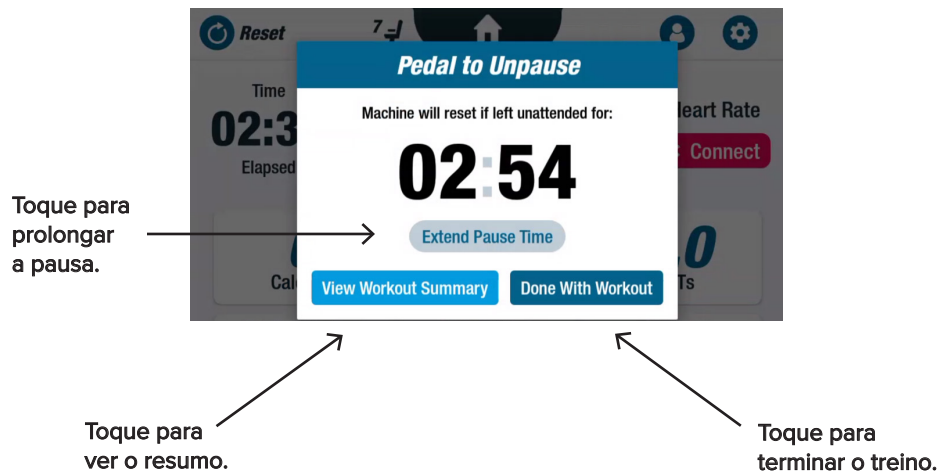 Reset
7
Pedal to Unpause
Time
Machine will reset if left unattended for:
Heart Rate
02:3
02:54
Connect
Elapsed
Toque para
prolongar
a pausa.
Extend Pause Time
View Workout Summary
Done With Workout
Toque para
ver o resumo.
Toque para
terminar o treino.